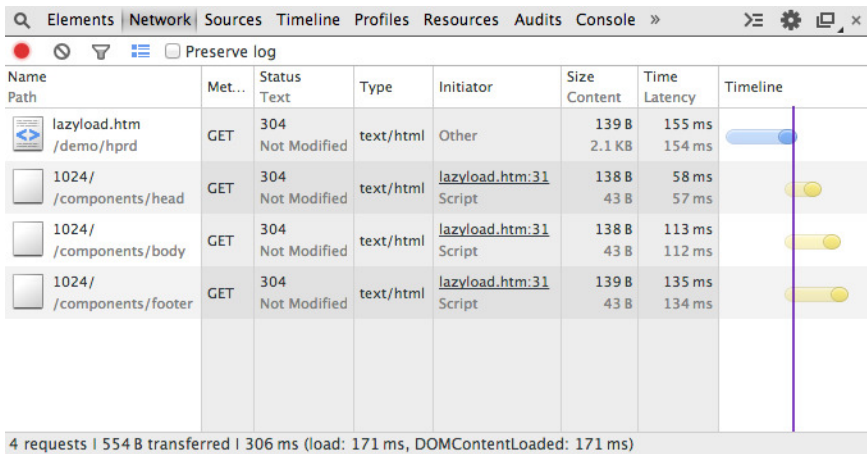 Elements Network Sources Timeline Profiles Resources Audits Console »
Preserve log
Name Path Met... Status Text Type Initiator Size Content Time Latency Timeline
lazyload.htm /demo/hprd GET 304 Not Modified text/html Other 139 B 2.1 KB 155 ms 154 ms
1024/ /components/head GET 304 Not Modified text/html lazyload.htm:31 Script 138 B 43 B 58 ms 57 ms
1024/ /components/body GET 304 Not Modified text/html lazyload.htm:31 Script 138 B 43 B 113 ms 112 ms
1024/ /components/footer GET 304 Not Modified text/html lazyload.htm:31 Script 139 B 43 B 135 ms 134 ms
4 requests | 554 B transferred | 306 ms (load: 171 ms, DOMContentLoaded: 171 ms)